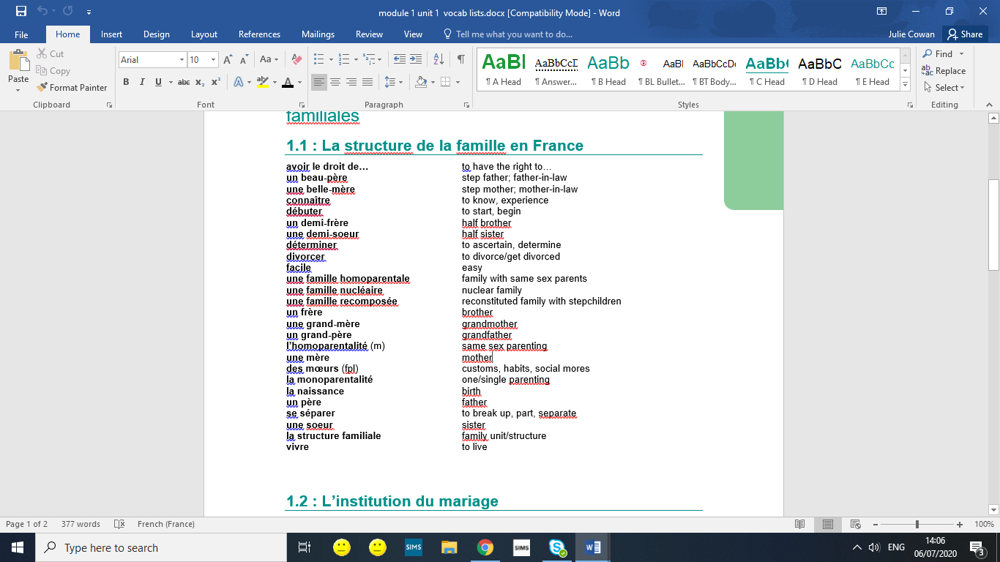 module 1 unit 1 vocab lists.docx [Compatibility Mode] - Word
File Home Insert Design Layout References Mailings Review View Tell me what you want to do... Julie Cowan Share
Paste
Cut
Copy
Format Painter
Clipboard
Arial 10
Font
Paragraph
AaBl AaBbCcD AaBb AaBl AaBbCcDc AaBb( AaBbC AaBbCc
¶ A Head ¶ Answer... ¶ B Head ¶ BL Bullet... ¶ BT Body... ¶ C Head ¶ D Head ¶ E Head
Styles
Find
Replace
Select
Editing
familiales
1.1 : La structure de la famille en France
avoir le droit de… to have the right to…
un beau-père step father; father-in-law
une belle-mère step mother; mother-in-law
connaître to know, experience
débuter to start, begin
un demi-frère half brother
une demi-soeur half sister
déterminer to ascertain, determine
divorcer to divorce/get divorced
facile easy
une famille homoparentale family with same sex parents
une famille nucléaire nuclear family
une famille recomposée reconstituted family with stepchildren
un frère brother
une grand-mère grandmother
un grand-père grandfather
l’homoparentalité (m) same sex parenting
une mère mother
des mœurs (fpl) customs, habits, social mores
la monoparentalité one/single parenting
la naissance birth
un père father
se séparer to break up, part, separate
une soeur sister
la structure familiale family unit/structure
vivre to live
1.2 : L’institution du mariage
Page 1 of 2 377 words French (France) 100%
Type here to search SIMS SIMS ENG 14:06
06/07/2020 3